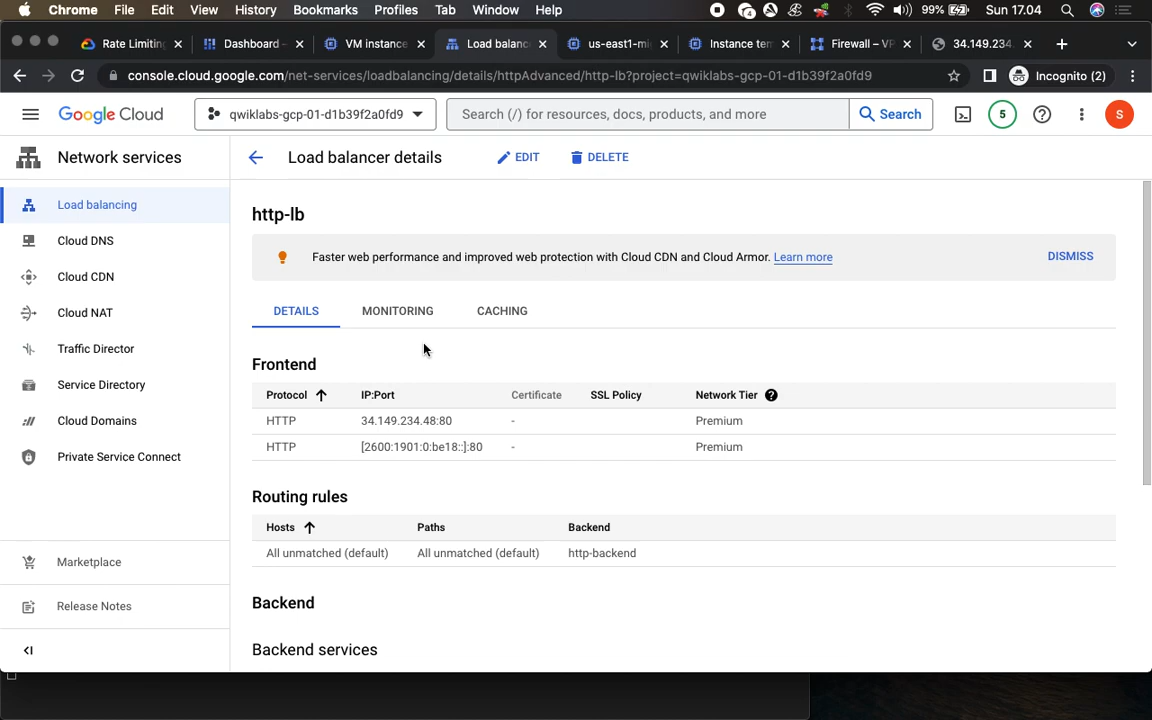 Chrome File Edit View History Bookmarks Profiles Tab Window Help 99% Sun 17.04
Rate Limiting Dashboard – VM instance Load balanc us-east1-mi Instance tem Firewall – VP 34.149.234.
console.cloud.google.com/net-services/loadbalancing/details/httpAdvanced/http-lb?project=qwiklabs-gcp-01-d1b39f2a0fd9 Incognito (2)
Google Cloud qwiklabs-gcp-01-d1b39f2a0fd9 Search (/) for resources, docs, products, and more Search 5 S
Network services
Load balancer details EDIT DELETE
Load balancing
Cloud DNS
Cloud CDN
Cloud NAT
Traffic Director
Service Directory
Cloud Domains
Private Service Connect
Marketplace
Release Notes
http-lb
Faster web performance and improved web protection with Cloud CDN and Cloud Armor. Learn more DISMISS
DETAILS MONITORING CACHING
Frontend
Protocol IP:Port Certificate SSL Policy Network Tier
HTTP 34.149.234.48:80 - Premium
HTTP [2600:1901:0:be18::]:80 - Premium
Routing rules
Hosts Paths Backend
All unmatched (default) All unmatched (default) http-backend
Backend
Backend services